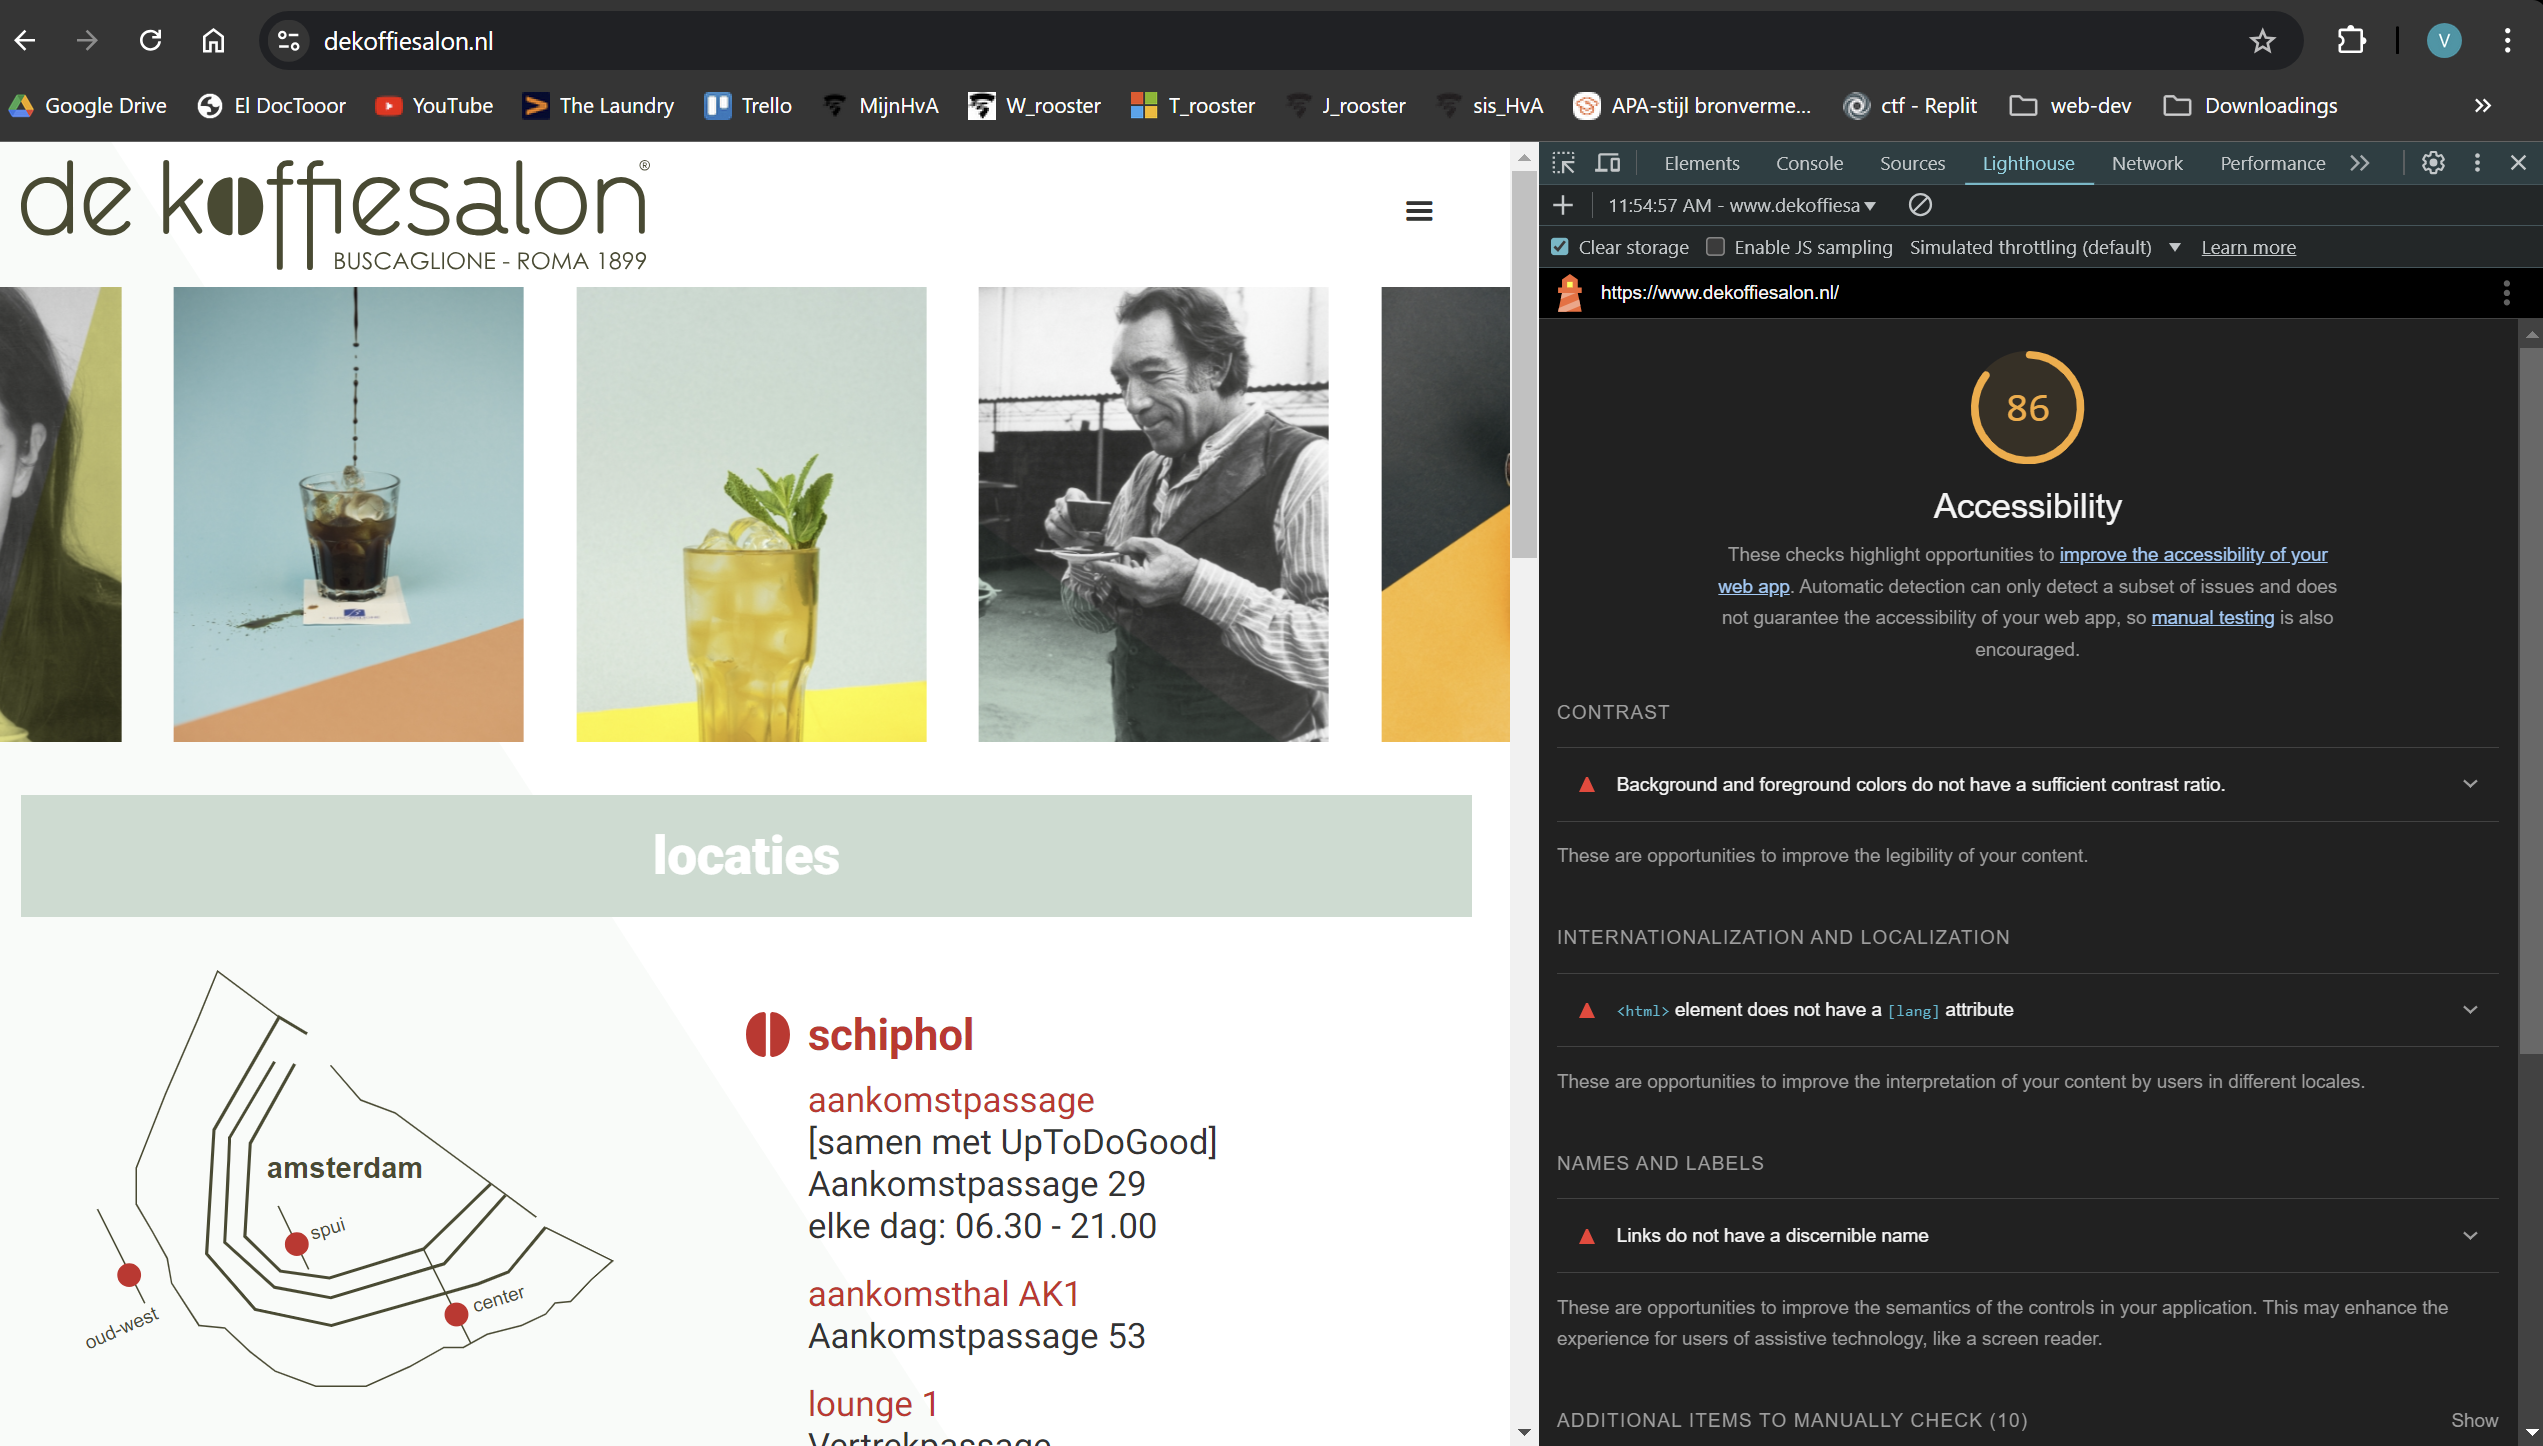 dekoffiesalon.nl
V
Google Drive
El DocTooor
YouTube
The Laundry
Trello
MijnHvA
W_rooster
T_rooster
J_rooster
sis_HvA
APA-stijl bronverme...
ctf - Replit
web-dev
Downloadings
de koffiesalon®
BUSCAGLIONE - ROMA 1899
locaties
amsterdam
spui
center
oud-west
schiphol
aankomstpassage
[samen met UpToDoGood]
Aankomstpassage 29
elke dag: 06.30 - 21.00
aankomsthal AK1
Aankomstpassage 53
lounge 1
Vertrekpassage
Elements
Console
Sources
Lighthouse
Network
Performance
11:54:57 AM - www.dekoffiesa
Clear storage
Enable JS sampling
Simulated throttling (default)
Learn more
https://www.dekoffiesalon.nl/
86
Accessibility
These checks highlight opportunities to improve the accessibility of your
web app. Automatic detection can only detect a subset of issues and does
not guarantee the accessibility of your web app, so manual testing is also
encouraged.
CONTRAST
Background and foreground colors do not have a sufficient contrast ratio.
These are opportunities to improve the legibility of your content.
INTERNATIONALIZATION AND LOCALIZATION
<html> element does not have a [lang] attribute
These are opportunities to improve the interpretation of your content by users in different locales.
NAMES AND LABELS
Links do not have a discernible name
These are opportunities to improve the semantics of the controls in your application. This may enhance the
experience for users of assistive technology, like a screen reader.
ADDITIONAL ITEMS TO MANUALLY CHECK (10)
Show